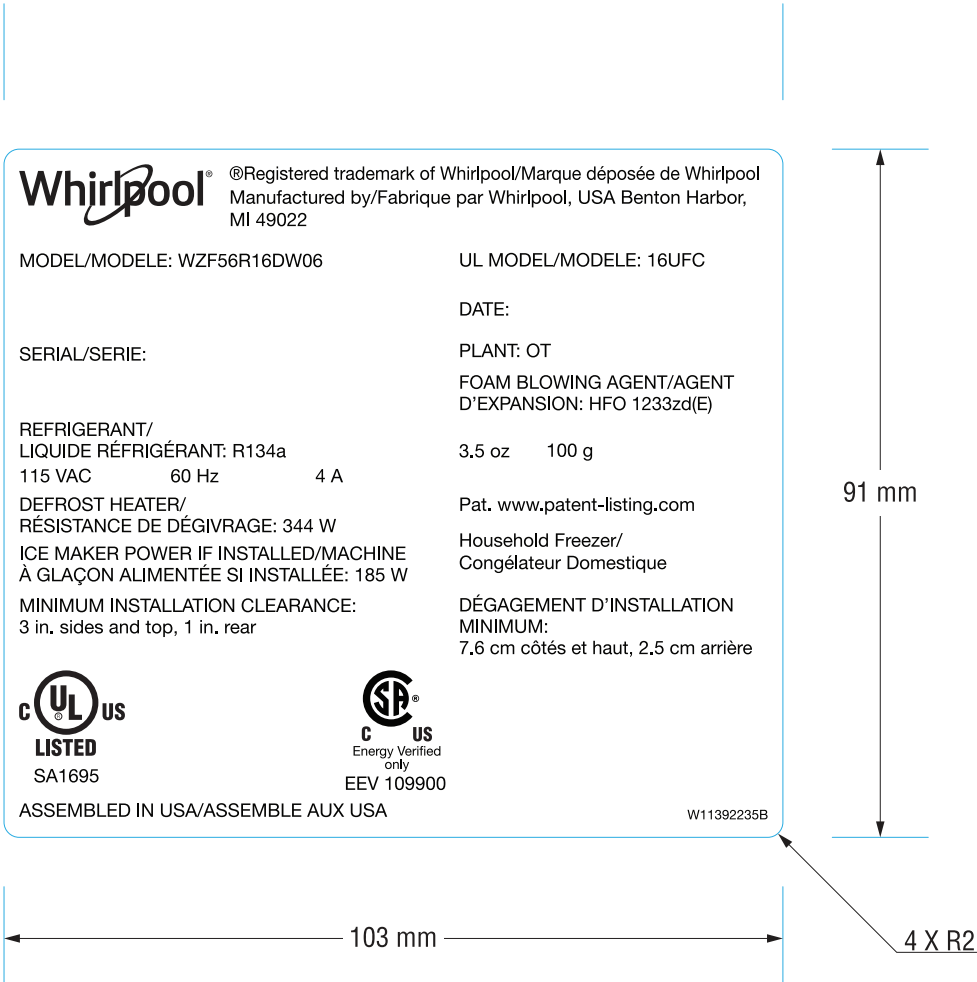 Whirlpool®
®Registered trademark of Whirlpool/Marque déposée de Whirlpool
Manufactured by/Fabrique par Whirlpool, USA Benton Harbor,
MI 49022
MODEL/MODELE: WZF56R16DW06
UL MODEL/MODELE: 16UFC
DATE:
SERIAL/SERIE:
PLANT: OT
FOAM BLOWING AGENT/AGENT
D'EXPANSION: HFO 1233zd(E)
REFRIGERANT/
LIQUIDE RÉFRIGÉRANT: R134a
3.5 oz 100 g
115 VAC 60 Hz 4 A
DEFROST HEATER/
RÉSISTANCE DE DÉGIVRAGE: 344 W
Pat. www.patent-listing.com
ICE MAKER POWER IF INSTALLED/MACHINE
À GLAÇON ALIMENTÉE SI INSTALLÉE: 185 W
Household Freezer/
Congélateur Domestique
MINIMUM INSTALLATION CLEARANCE:
3 in. sides and top, 1 in. rear
DÉGAGEMENT D'INSTALLATION
MINIMUM:
7.6 cm côtés et haut, 2.5 cm arrière
C UL ® US
LISTED
SA1695
SA ®
C US
Energy Verified
only
EEV 109900
ASSEMBLED IN USA/ASSEMBLE AUX USA
W11392235B
91 mm
103 mm
4 X R2